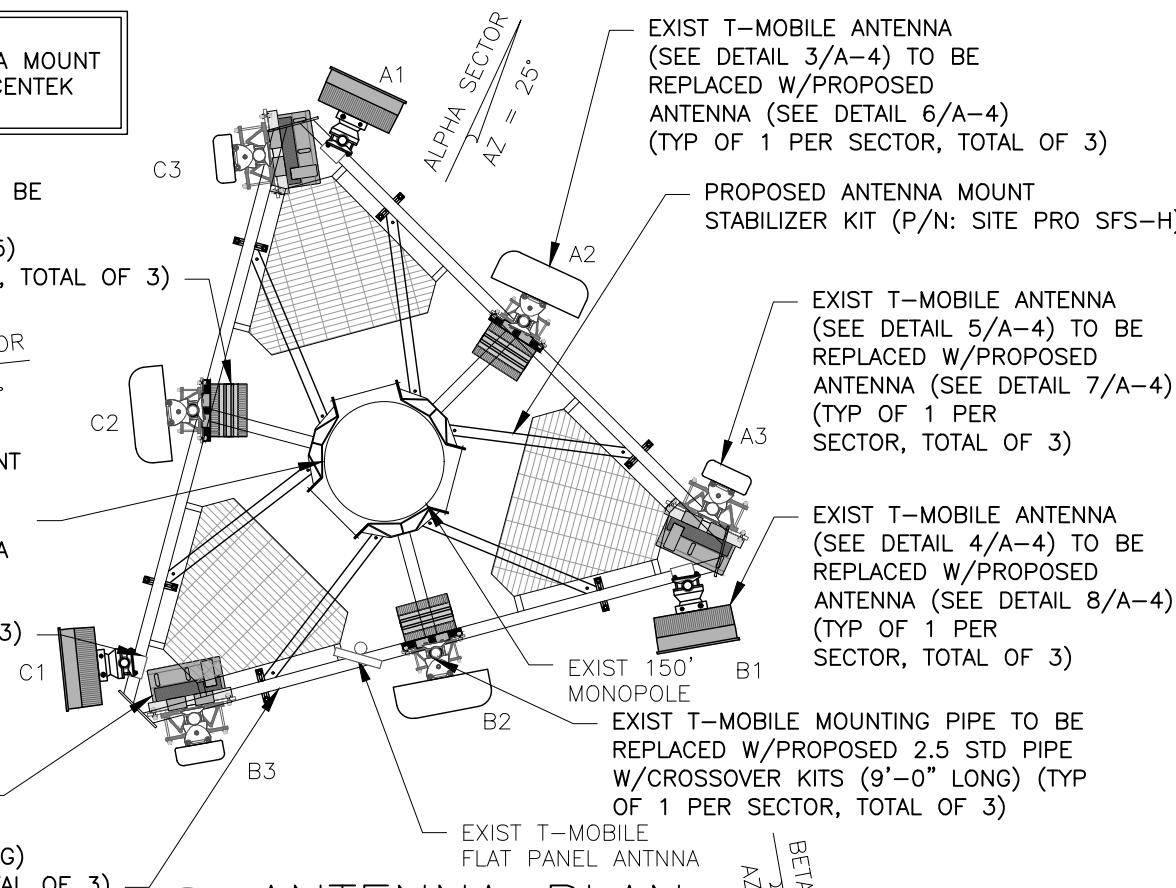 A MOUNT
CENTEK
BE
5)
, TOTAL OF 3)
OR
NT
A
3)
G)
TAL OF 3)
ALPHA SECTOR
AZ = 25°
A1
C3
A2
C2
A3
C1
B1
B2
B3
EXIST T-MOBILE ANTENNA
(SEE DETAIL 3/A-4) TO BE
REPLACED W/PROPOSED
ANTENNA (SEE DETAIL 6/A-4)
(TYP OF 1 PER SECTOR, TOTAL OF 3)
PROPOSED ANTENNA MOUNT
STABILIZER KIT (P/N: SITE PRO SFS-H)
EXIST T-MOBILE ANTENNA
(SEE DETAIL 5/A-4) TO BE
REPLACED W/PROPOSED
ANTENNA (SEE DETAIL 7/A-4)
(TYP OF 1 PER
SECTOR, TOTAL OF 3)
EXIST T-MOBILE ANTENNA
(SEE DETAIL 4/A-4) TO BE
REPLACED W/PROPOSED
ANTENNA (SEE DETAIL 8/A-4)
(TYP OF 1 PER
SECTOR, TOTAL OF 3)
EXIST 150'
MONOPOLE
EXIST T-MOBILE MOUNTING PIPE TO BE
REPLACED W/PROPOSED 2.5 STD PIPE
W/CROSSOVER KITS (9'-0" LONG) (TYP
OF 1 PER SECTOR, TOTAL OF 3)
EXIST T-MOBILE
FLAT PANEL ANTNNA
BETA
AZ
ANTENNA PLAN